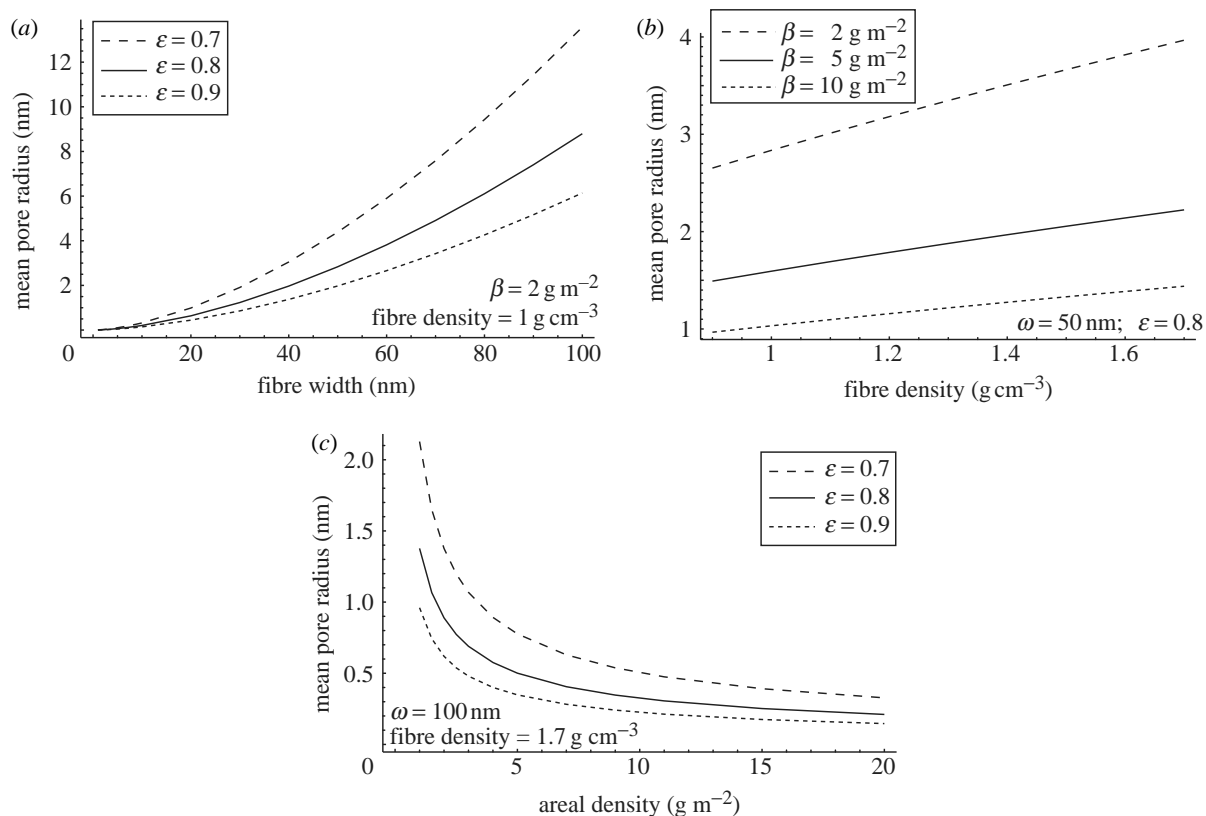 (a)
ε = 0.7
ε = 0.8
ε = 0.9
12
10
8
6
4
2
0
20
40
60
80
100
mean pore radius (nm)
fibre width (nm)
β = 2 g m⁻²
fibre density = 1 g cm⁻³
(b)
β = 2 g m⁻²
β = 5 g m⁻²
β = 10 g m⁻²
4
3
2
1
1
1.2
1.4
1.6
mean pore radius (nm)
fibre density (g cm⁻³)
ω = 50 nm; ε = 0.8
(c)
ε = 0.7
ε = 0.8
ε = 0.9
2.0
1.5
1.0
0.5
0
5
10
15
20
mean pore radius (nm)
areal density (g m⁻²)
ω = 100 nm
fibre density = 1.7 g cm⁻³